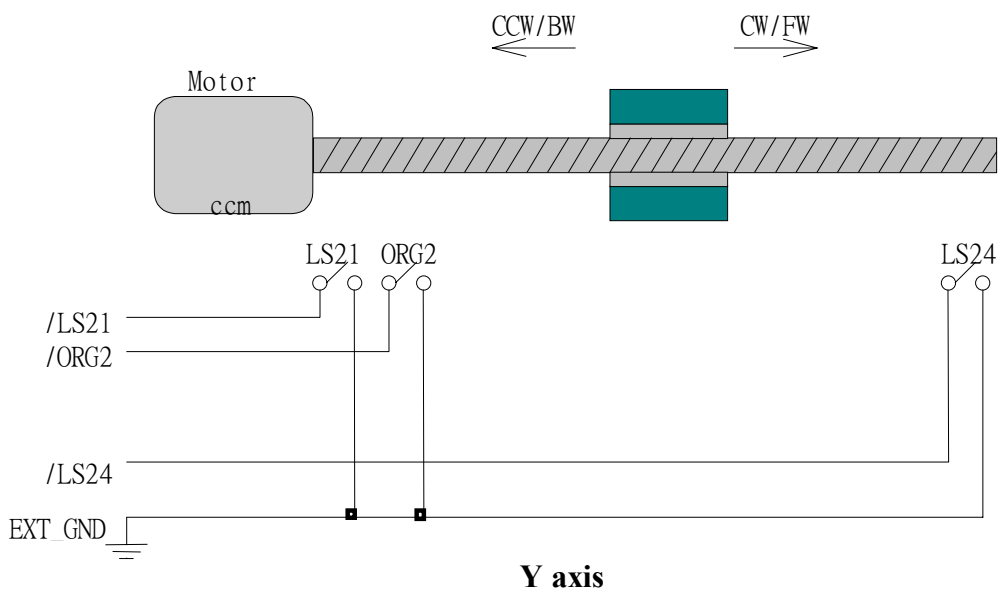 CCW/BW CW/FW
Motor
ccm
LS21 ORG2 LS24
/LS21
/ORG2
/LS24
EXT_GND
Y axis